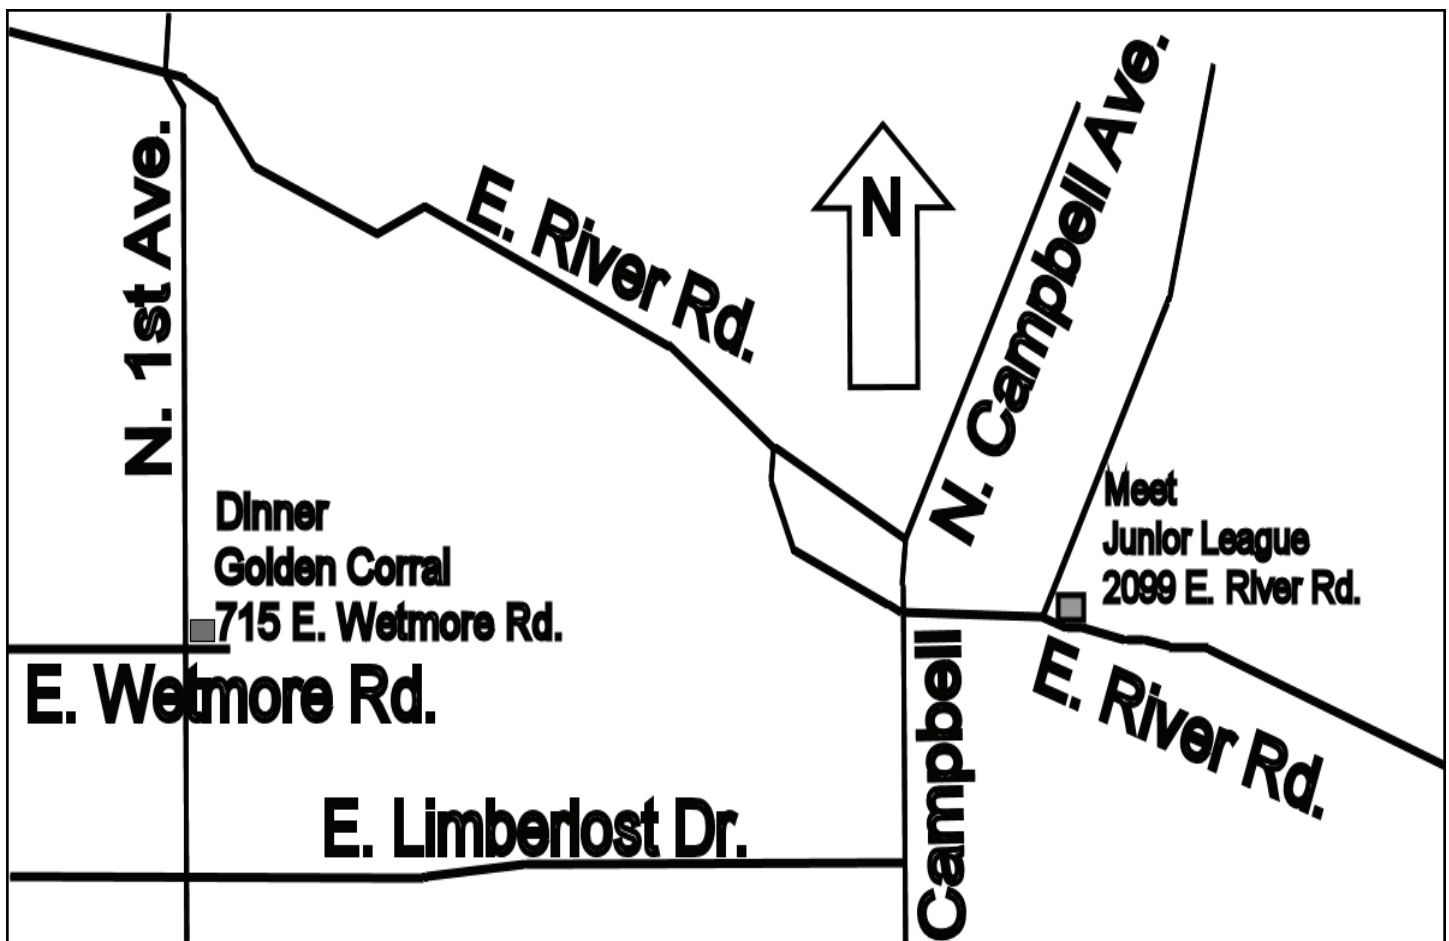 N. 1st Ave.
E. River Rd.
N
N. Campbell Ave.
Dinner
Golden Corral
715 E. Wetmore Rd.
E. Wetmore Rd.
Meet
Junior League
2099 E. River Rd.
E. River Rd.
Campbell
E. Limberlost Dr.